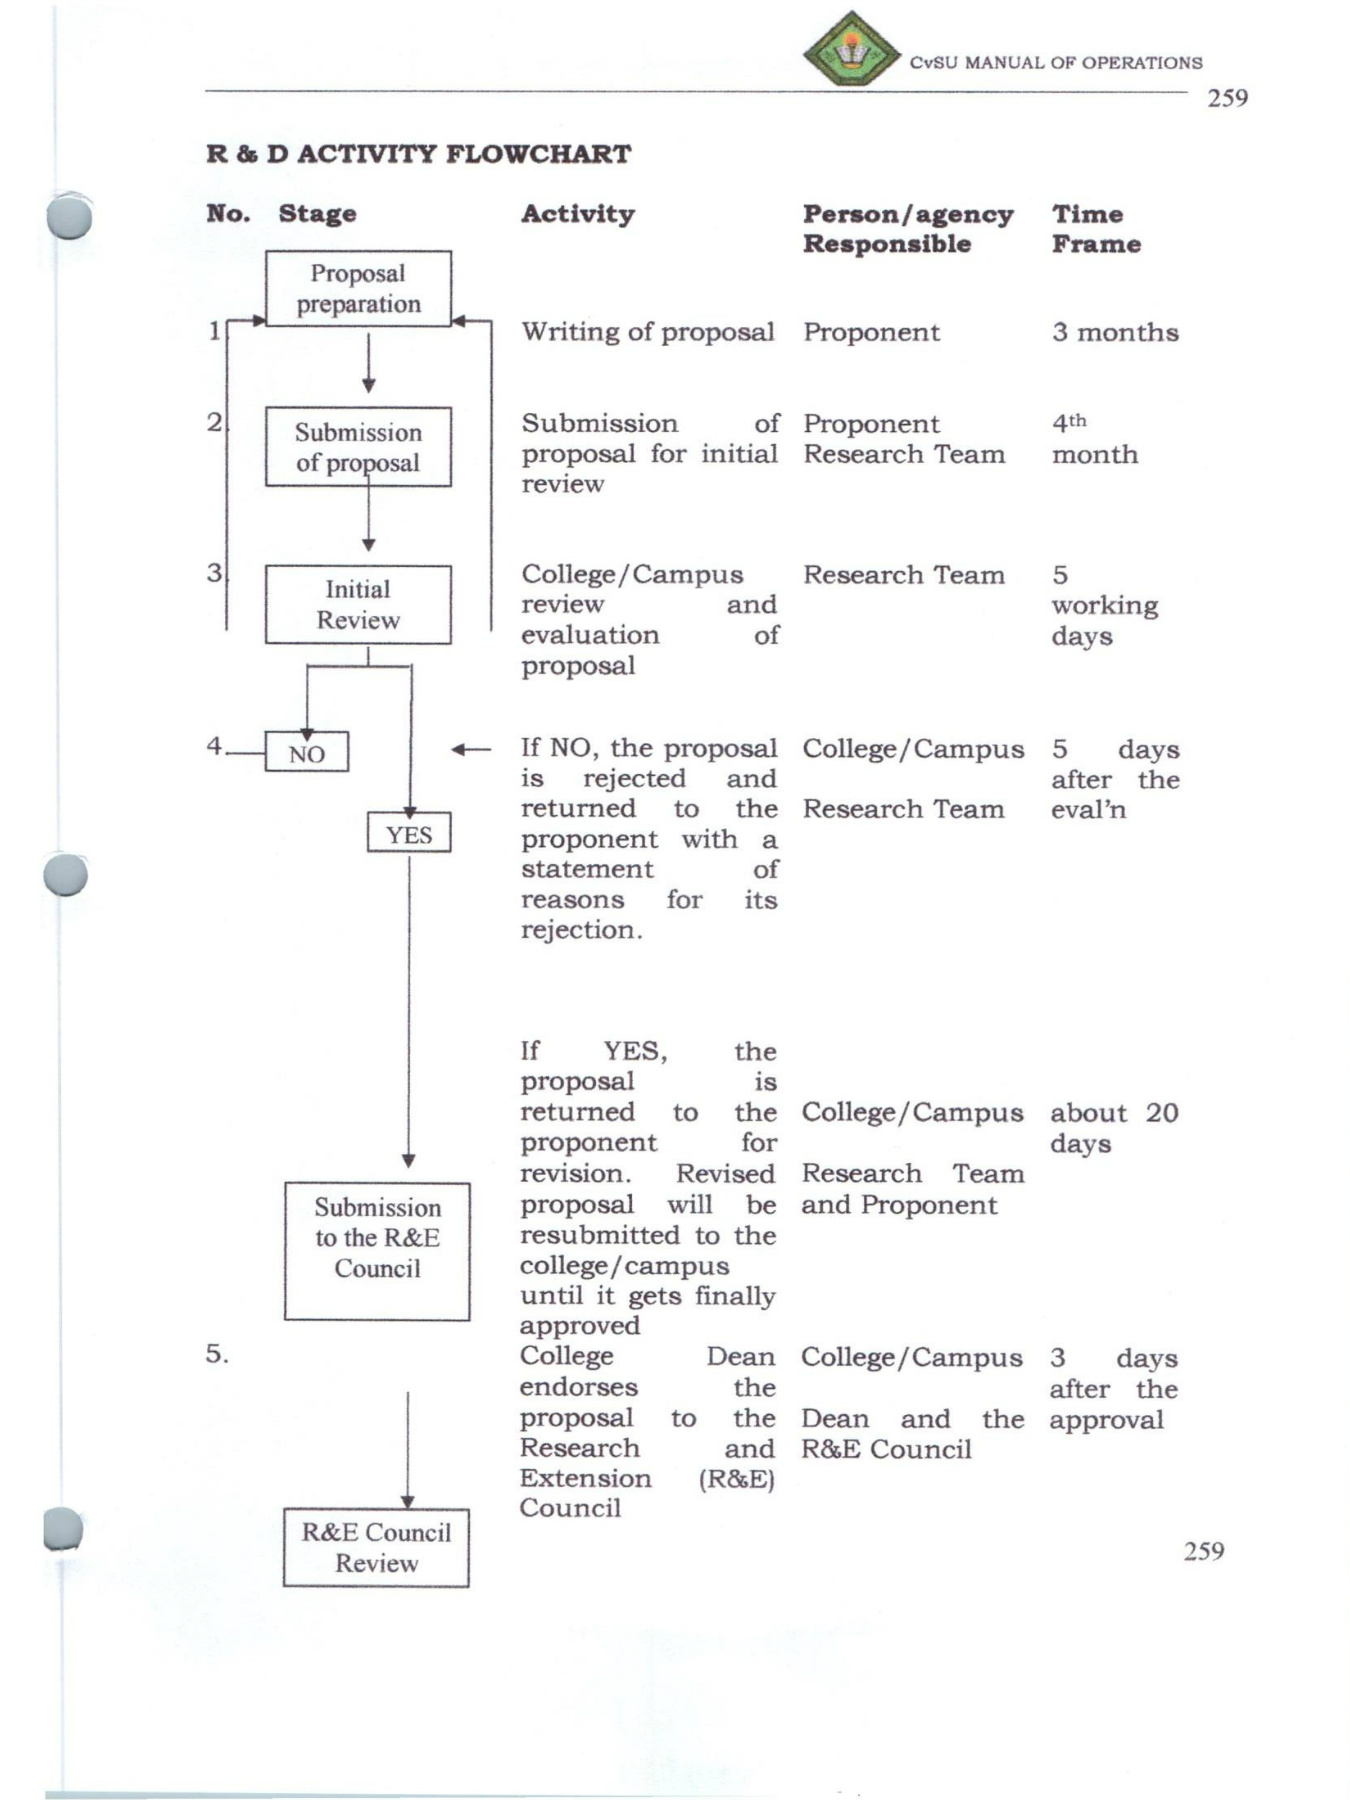 CvSU MANUAL OF OPERATIONS
259
R & D ACTIVITY FLOWCHART
No. Stage Activity Person/agency Time
Responsible Frame
Proposal
preparation
1 Writing of proposal Proponent 3 months
2 Submission of Proponent 4th
Submission proposal for initial Research Team month
of proposal review
3 College/Campus Research Team 5
Initial review and working
Review evaluation of days
proposal
4. NO If NO, the proposal College/Campus 5 days
is rejected and after the
returned to the Research Team eval'n
YES proponent with a
statement of
reasons for its
rejection.
If YES, the
proposal is
returned to the College/Campus about 20
proponent for days
revision. Revised Research Team
Submission proposal will be and Proponent
to the R&E resubmitted to the
Council college/campus
until it gets finally
approved
5. College Dean College/Campus 3 days
endorses the after the
proposal to the Dean and the approval
Research and R&E Council
Extension (R&E)
Council
R&E Council
Review
259